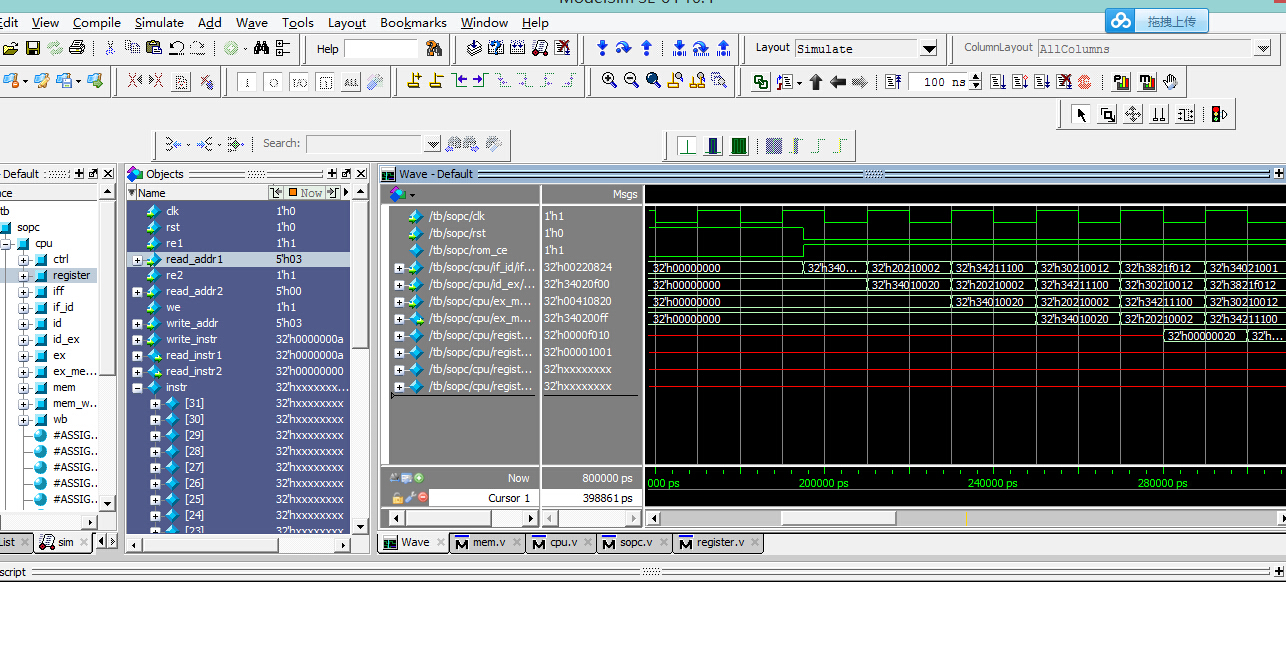 Edit View Compile Simulate Add Wave Tools Layout Bookmarks Window Help
拖拽上传
Help
Layout Simulate
ColumnLayout AllColumns
100 ns
Search:
Default
Objects
Wave - Default
Name
Now
Msgs
tb
sopc
cpu
ctrl
register
iff
if_id
id
id_ex
ex
ex_me...
mem
mem_w...
wb
#ASSIG...
#ASSIG...
#ASSIG...
#ASSIG...
#ASSIG...
clk 1'h0
rst 1'h0
re1 1'h1
read_addr1 5'h03
re2 1'h1
read_addr2 5'h00
we 1'h1
write_addr 5'h03
write_instr 32'h0000000a
read_instr1 32'h0000000a
read_instr2 32'h00000000
instr 32'hxxxxxxx...
[31] 32'hxxxxxxxx
[30] 32'hxxxxxxxx
[29] 32'hxxxxxxxx
[28] 32'hxxxxxxxx
[27] 32'hxxxxxxxx
[26] 32'hxxxxxxxx
[25] 32'hxxxxxxxx
[24] 32'hxxxxxxxx
[23] 32'hxxxxxxxx
/tb/sopc/clk 1'h1
/tb/sopc/rst 1'h0
/tb/sopc/rom_ce 1'h1
/tb/sopc/cpu/if_id/if... 32'h00220824 32'h00000000 32'h340... 32'h20210002 32'h34211100 32'h30210012 32'h3821f012 32'h34021001
/tb/sopc/cpu/id_ex/... 32'h34020f00 32'h00000000 32'h34010020 32'h20210002 32'h34211100 32'h30210012 32'h3821f012
/tb/sopc/cpu/ex_m... 32'h00410820 32'h00000000 32'h34010020 32'h20210002 32'h34211100 32'h30210012
/tb/sopc/cpu/ex_m... 32'h340200ff 32'h00000000 32'h34010020 32'h20210002 32'h34211100
/tb/sopc/cpu/regist... 32'h0000f010 32'h00000020 32'h...
/tb/sopc/cpu/regist... 32'h00001001
/tb/sopc/cpu/regist... 32'hxxxxxxxx
/tb/sopc/cpu/regist... 32'hxxxxxxxx
Now 800000 ps
Cursor 1 398861 ps
000 ps 200000 ps 240000 ps 280000 ps
List sim
Wave mem.v cpu.v sopc.v register.v
script